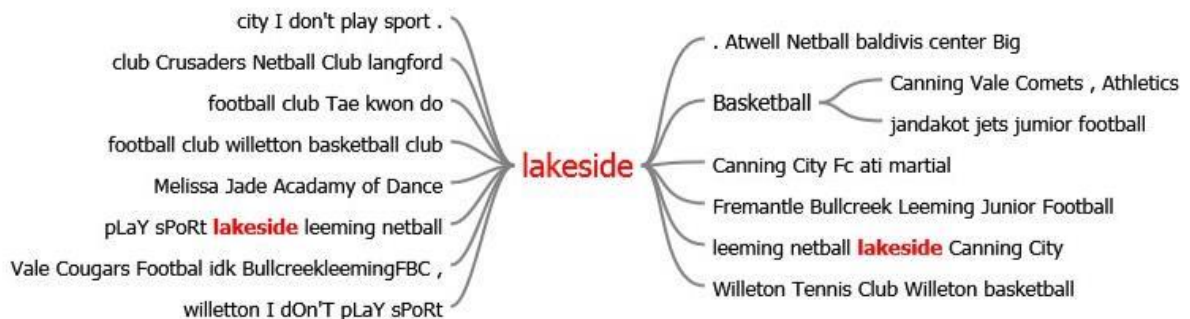 city I don't play sport .
club Crusaders Netball Club langford
football club Tae kwon do
football club willetton basketball club
Melissa Jade Acadamy of Dance
pLaY sPoRt lakeside leeming netball
Vale Cougars Footbal idk BullcreekleemingFBC ,
willetton I dOn'T pLaY sPoRt
lakeside
. Atwell Netball baldivis center Big
Basketball
Canning Vale Comets , Athletics
jandakot jets jumior football
Canning City Fc ati martial
Fremantle Bullcreek Leeming Junior Football
leeming netball lakeside Canning City
Willeton Tennis Club Willeton basketball